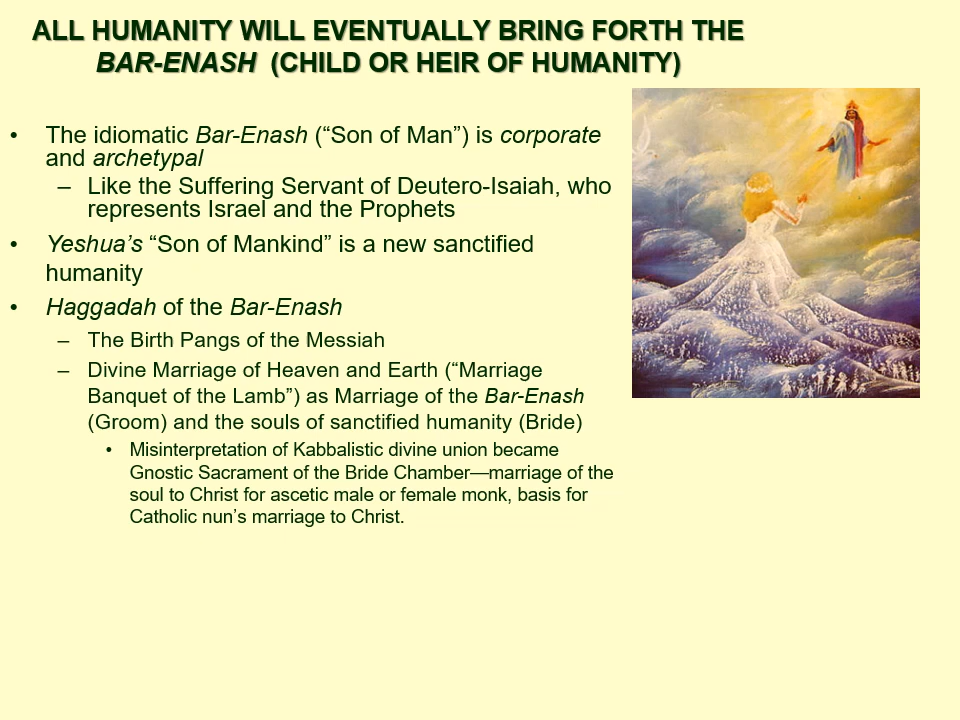 ALL HUMANITY WILL EVENTUALLY BRING FORTH THE
BAR-ENASH (CHILD OR HEIR OF HUMANITY)
• The idiomatic Bar-Enash (“Son of Man”) is corporate
and archetypal
– Like the Suffering Servant of Deutero-Isaiah, who
represents Israel and the Prophets
• Yeshua’s “Son of Mankind” is a new sanctified
humanity
• Haggadah of the Bar-Enash
– The Birth Pangs of the Messiah
– Divine Marriage of Heaven and Earth (“Marriage
Banquet of the Lamb”) as Marriage of the Bar-Enash
(Groom) and the souls of sanctified humanity (Bride)
• Misinterpretation of Kabbalistic divine union became
Gnostic Sacrament of the Bride Chamber—marriage of the
soul to Christ for ascetic male or female monk, basis for
Catholic nun’s marriage to Christ.